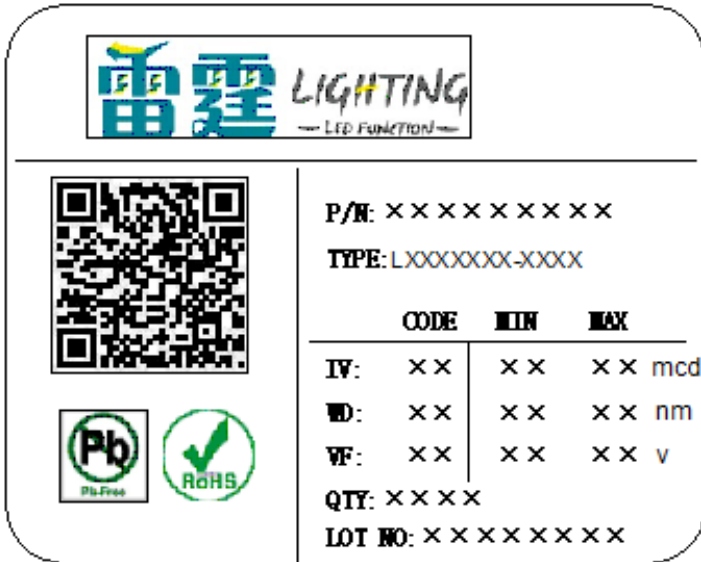 雷霆 LIGHTING
LED FUNCTION
P/N: ×××××××××
TYPE:LXXXXXXX-XXXX
CODE MIN MAX
IV: ×× ×× ×× mcd
WD: ×× ×× ×× nm
VF: ×× ×× ×× v
QTY: ××××
LOT NO: ××××××××
Pb
Pb-Free
RoHS